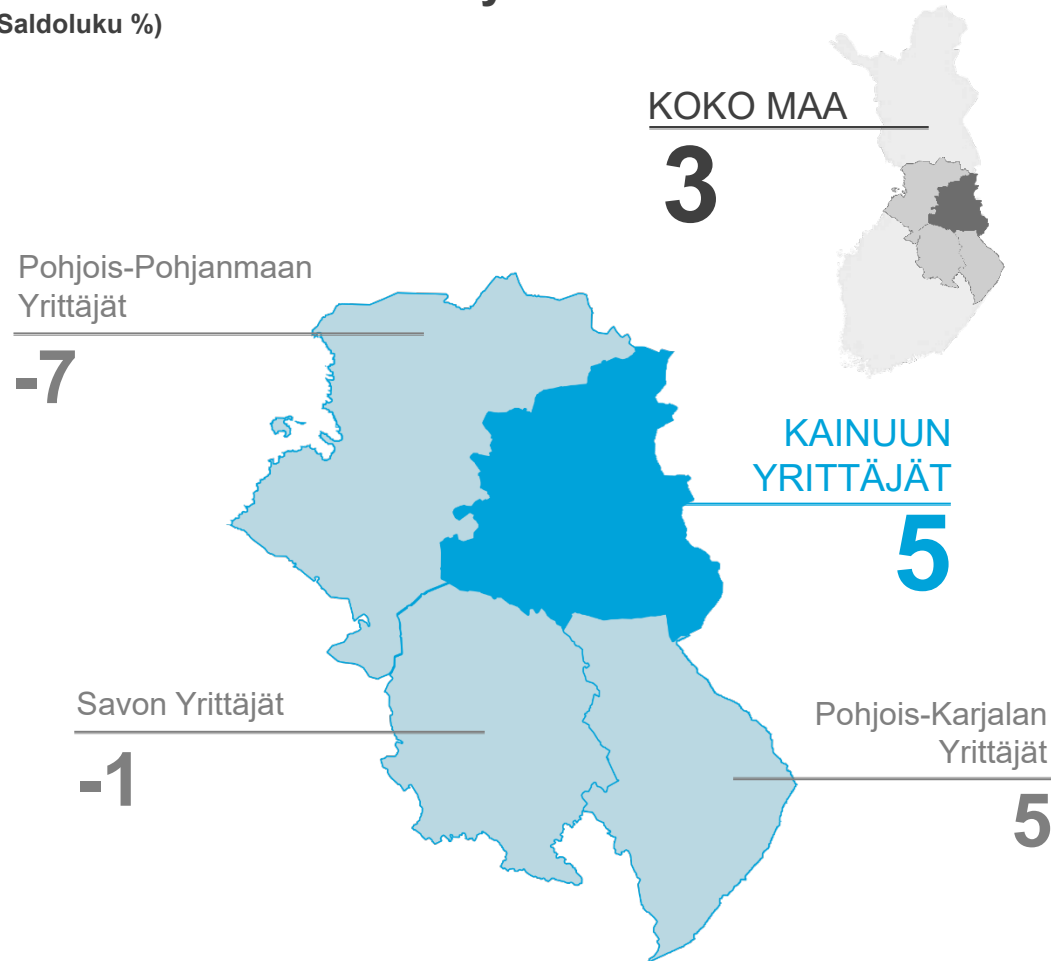 Saldoluku %)
KOKO MAA
3
Pohjois-Pohjanmaan
Yrittäjät
-7
KAINUUN
YRITTÄJÄT
5
Savon Yrittäjät
-1
Pohjois-Karjalan
Yrittäjät
5